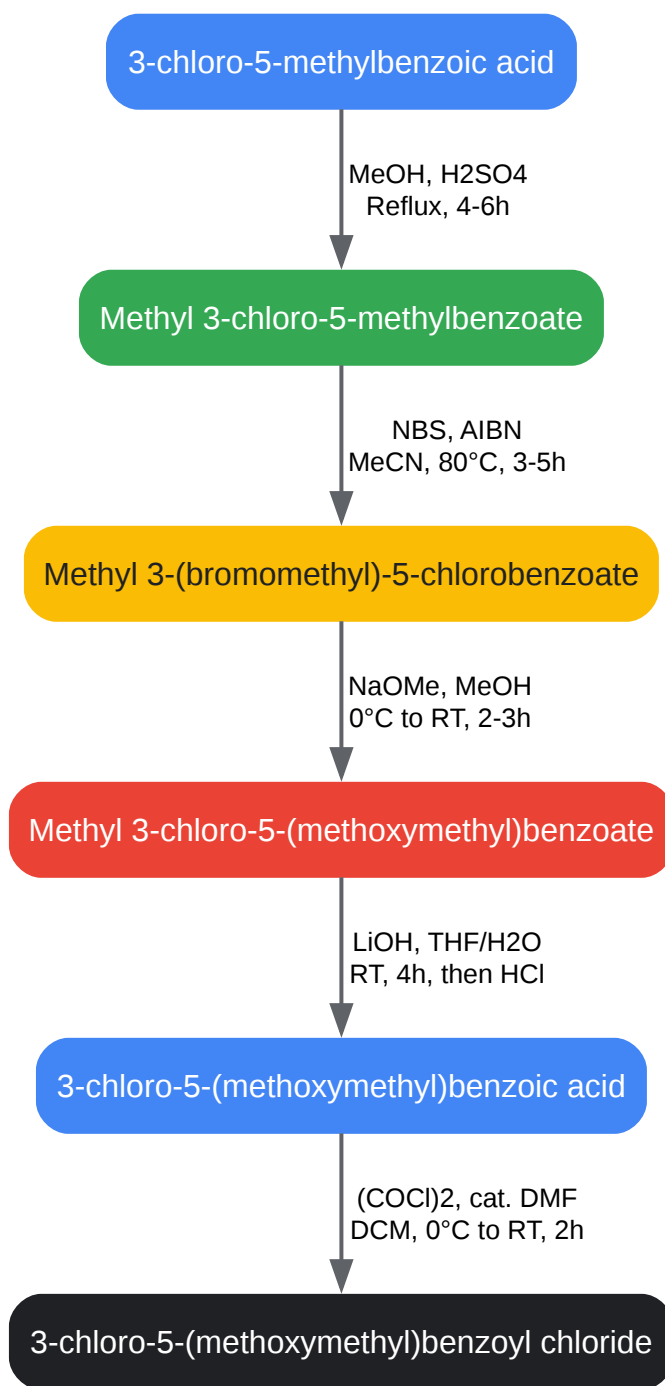 3-chloro-5-methylbenzoic acid
MeOH, H2SO4
Reflux, 4-6h
Methyl 3-chloro-5-methylbenzoate
NBS, AIBN
MeCN, 80°C, 3-5h
Methyl 3-(bromomethyl)-5-chlorobenzoate
NaOMe, MeOH
0°C to RT, 2-3h
Methyl 3-chloro-5-(methoxymethyl)benzoate
LiOH, THF/H2O
RT, 4h, then HCl
3-chloro-5-(methoxymethyl)benzoic acid
(COCl)2, cat. DMF
DCM, 0°C to RT, 2h
3-chloro-5-(methoxymethyl)benzoyl chloride